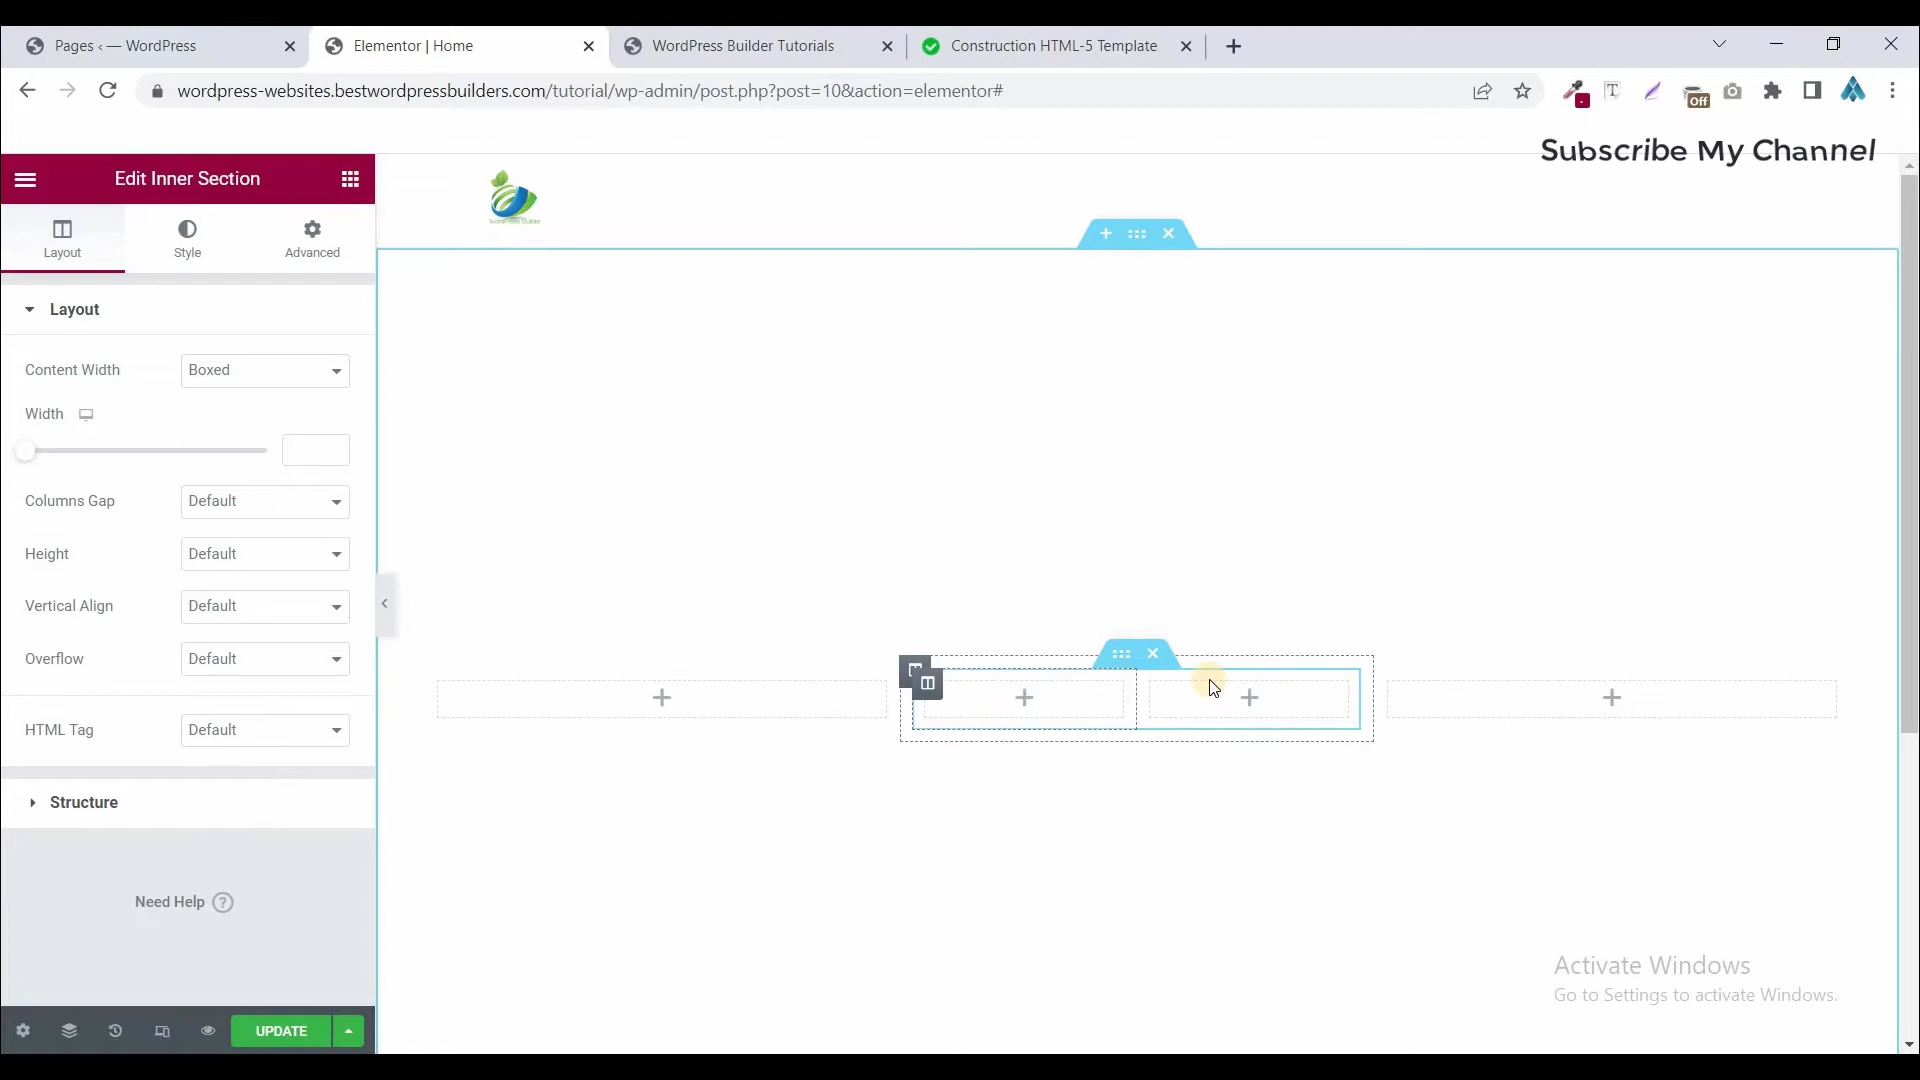 Pages ‹ — WordPress
Elementor | Home
WordPress Builder Tutorials
Construction HTML-5 Template
wordpress-websites.bestwordpressbuilders.com/tutorial/wp-admin/post.php?post=10&action=elementor#
T
Off
Subscribe My Channel
Edit Inner Section
Layout
Style
Advanced
Layout
Content Width
Boxed
Width
Columns Gap
Default
Height
Default
Vertical Align
Default
Overflow
Default
HTML Tag
Default
Structure
Need Help ?
UPDATE
Activate Windows
Go to Settings to activate Windows.